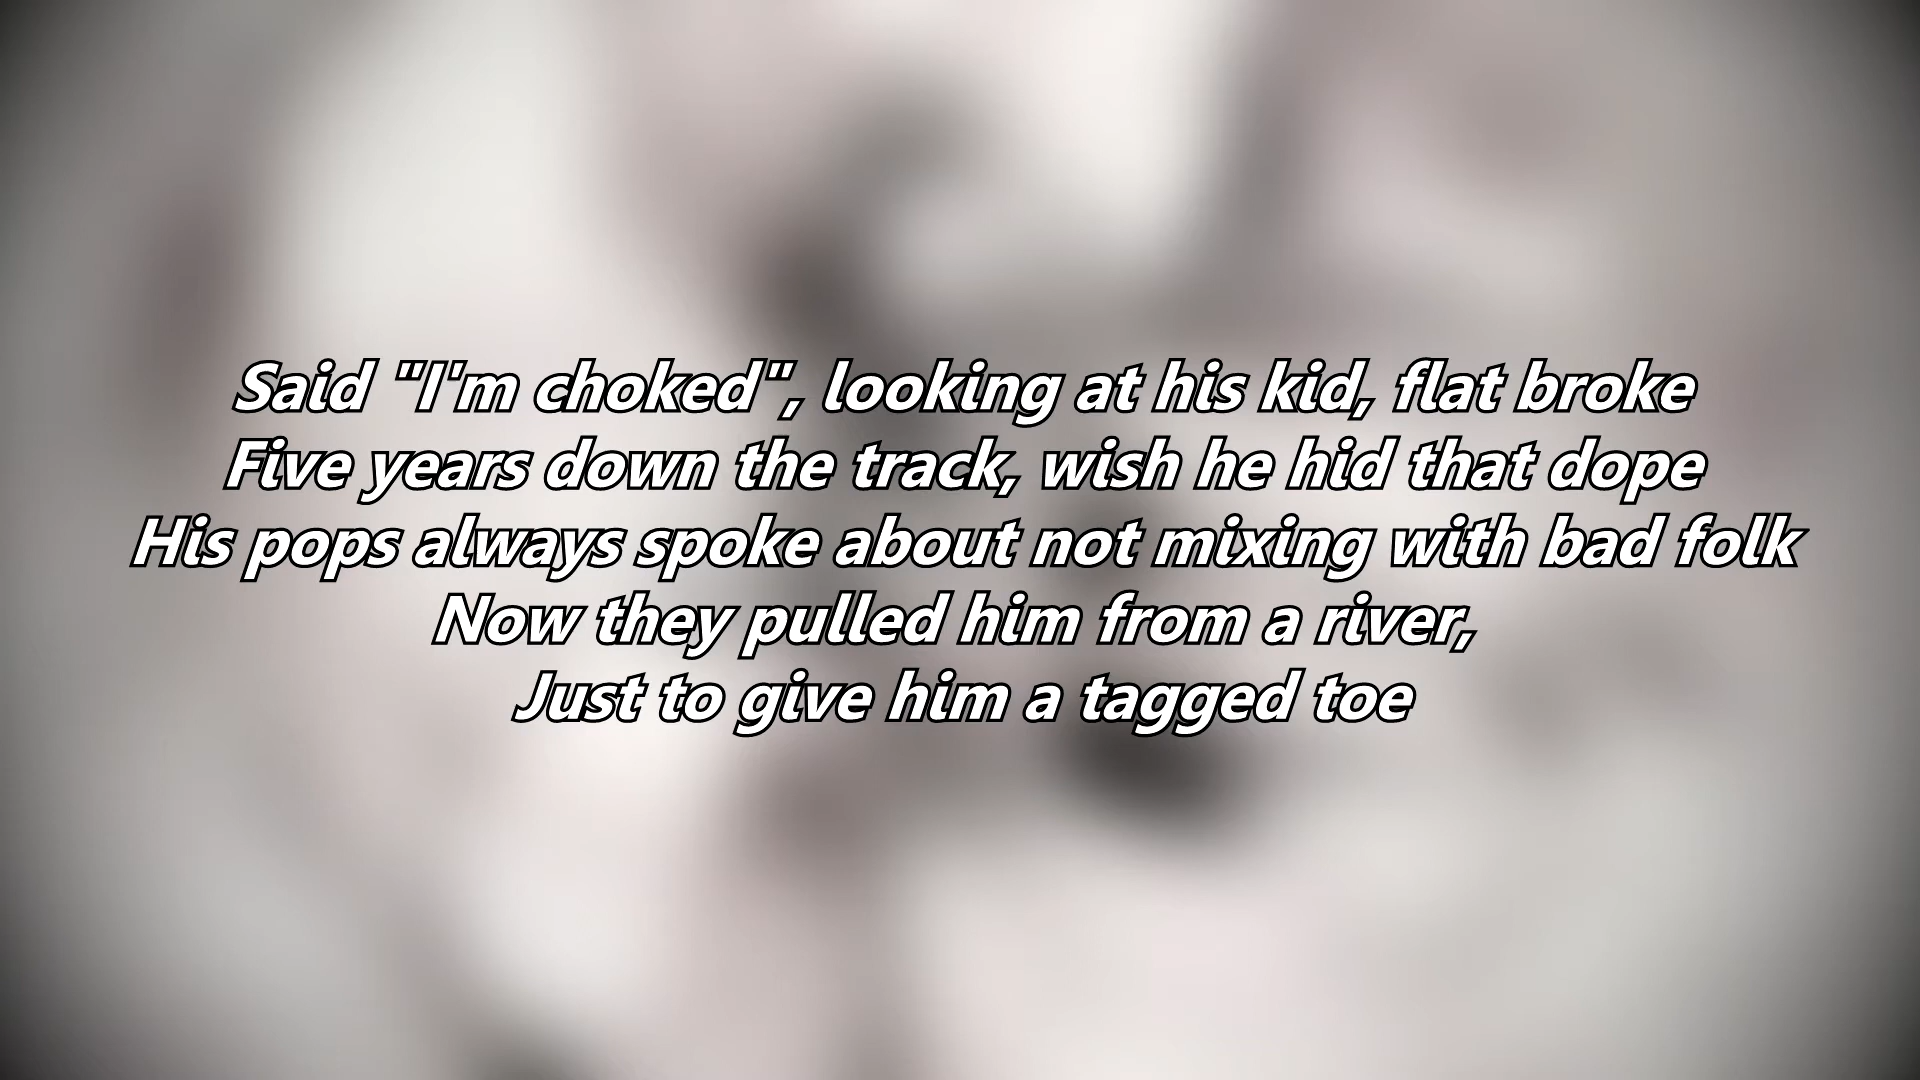 Said "I'm choked", looking at his kid, flat broke
Five years down the track, wish he hid that dope
His pops always spoke about not mixing with bad folk
Now they pulled him from a river,
Just to give him a tagged toe